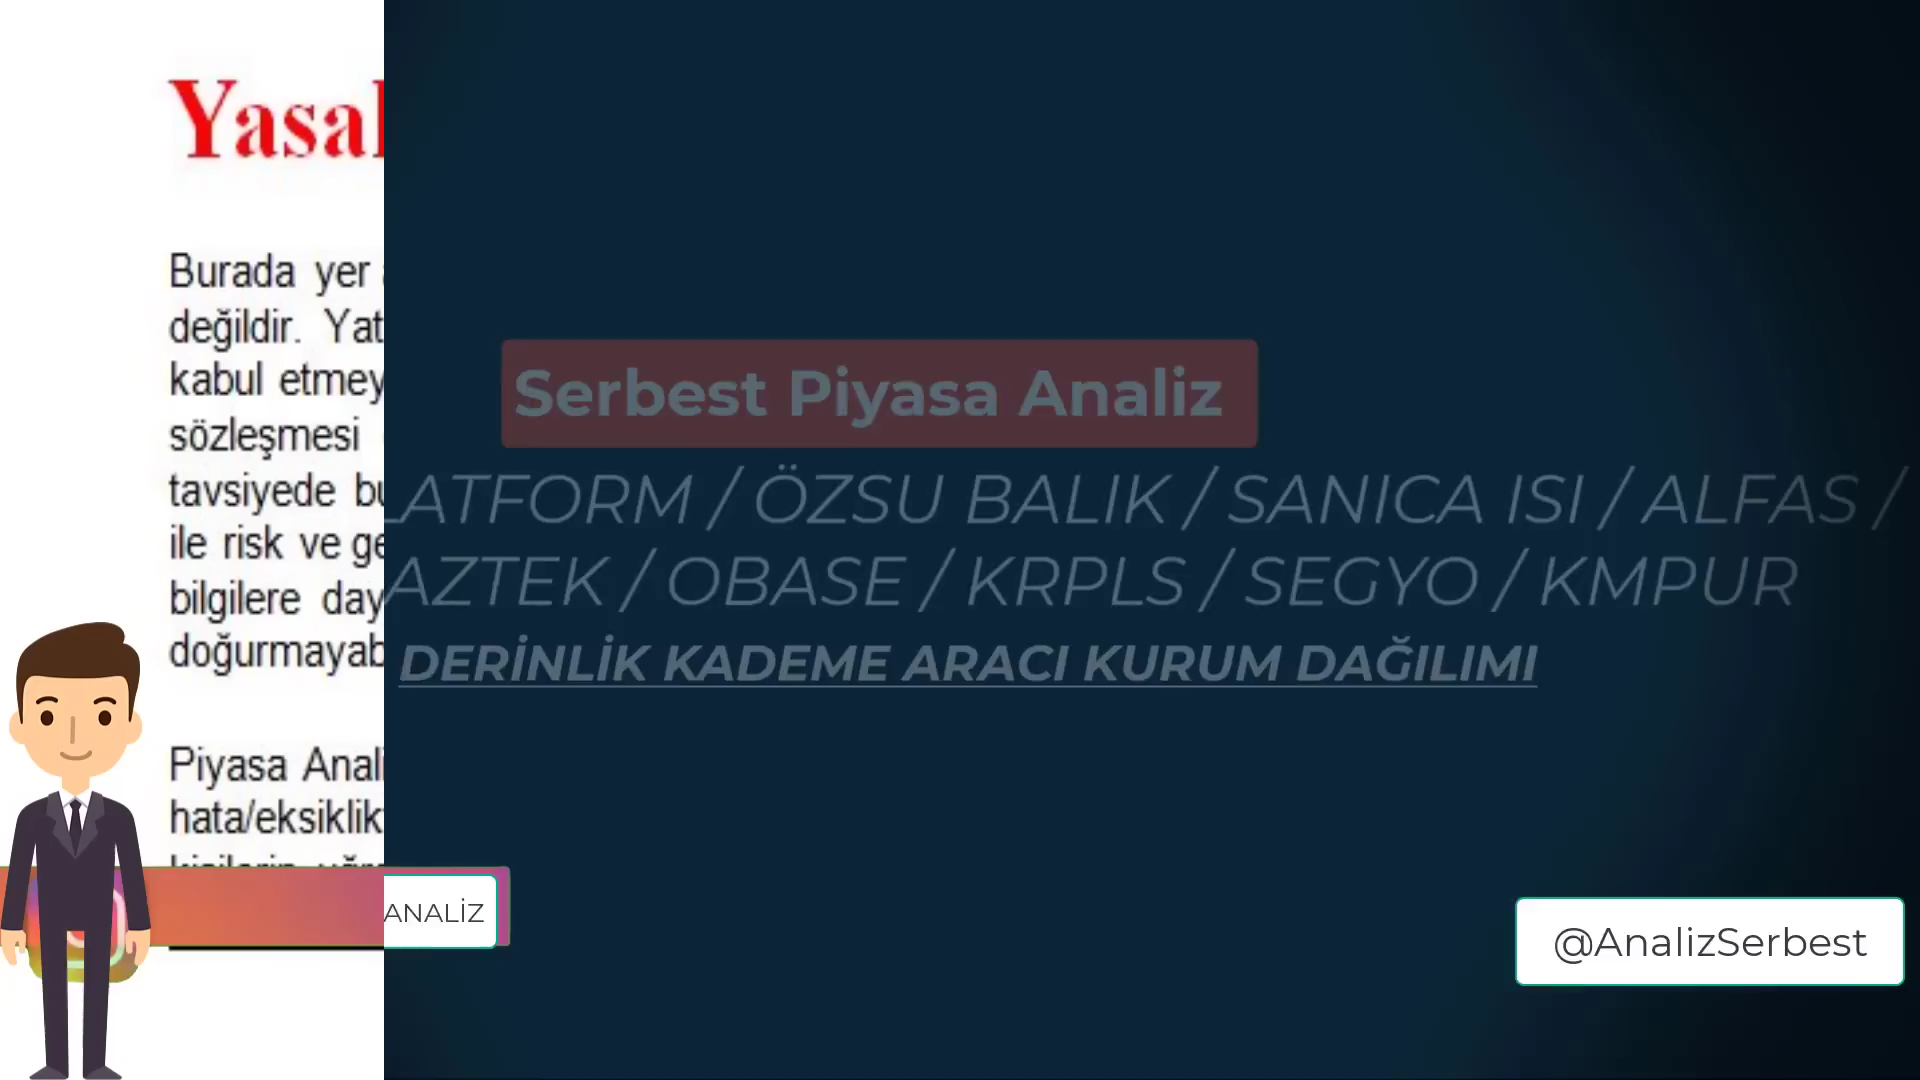 Yasal
Burada yer
değildir. Yat
kabul etmey
sözleşmesi
tavsiyede bu
ile risk ve ge
bilgilere day
doğurmayab
Piyasa Anali
hata/eksiklik
Serbest Piyasa Analiz
LATFORM / ÖZSU BALIK / SANICA ISI / ALFAS /
AZTEK / OBASE / KRPLS / SEGYO / KMPUR
DERİNLİK KADEME ARACI KURUM DAĞILIMI
ANALİZ
@AnalizSerbest